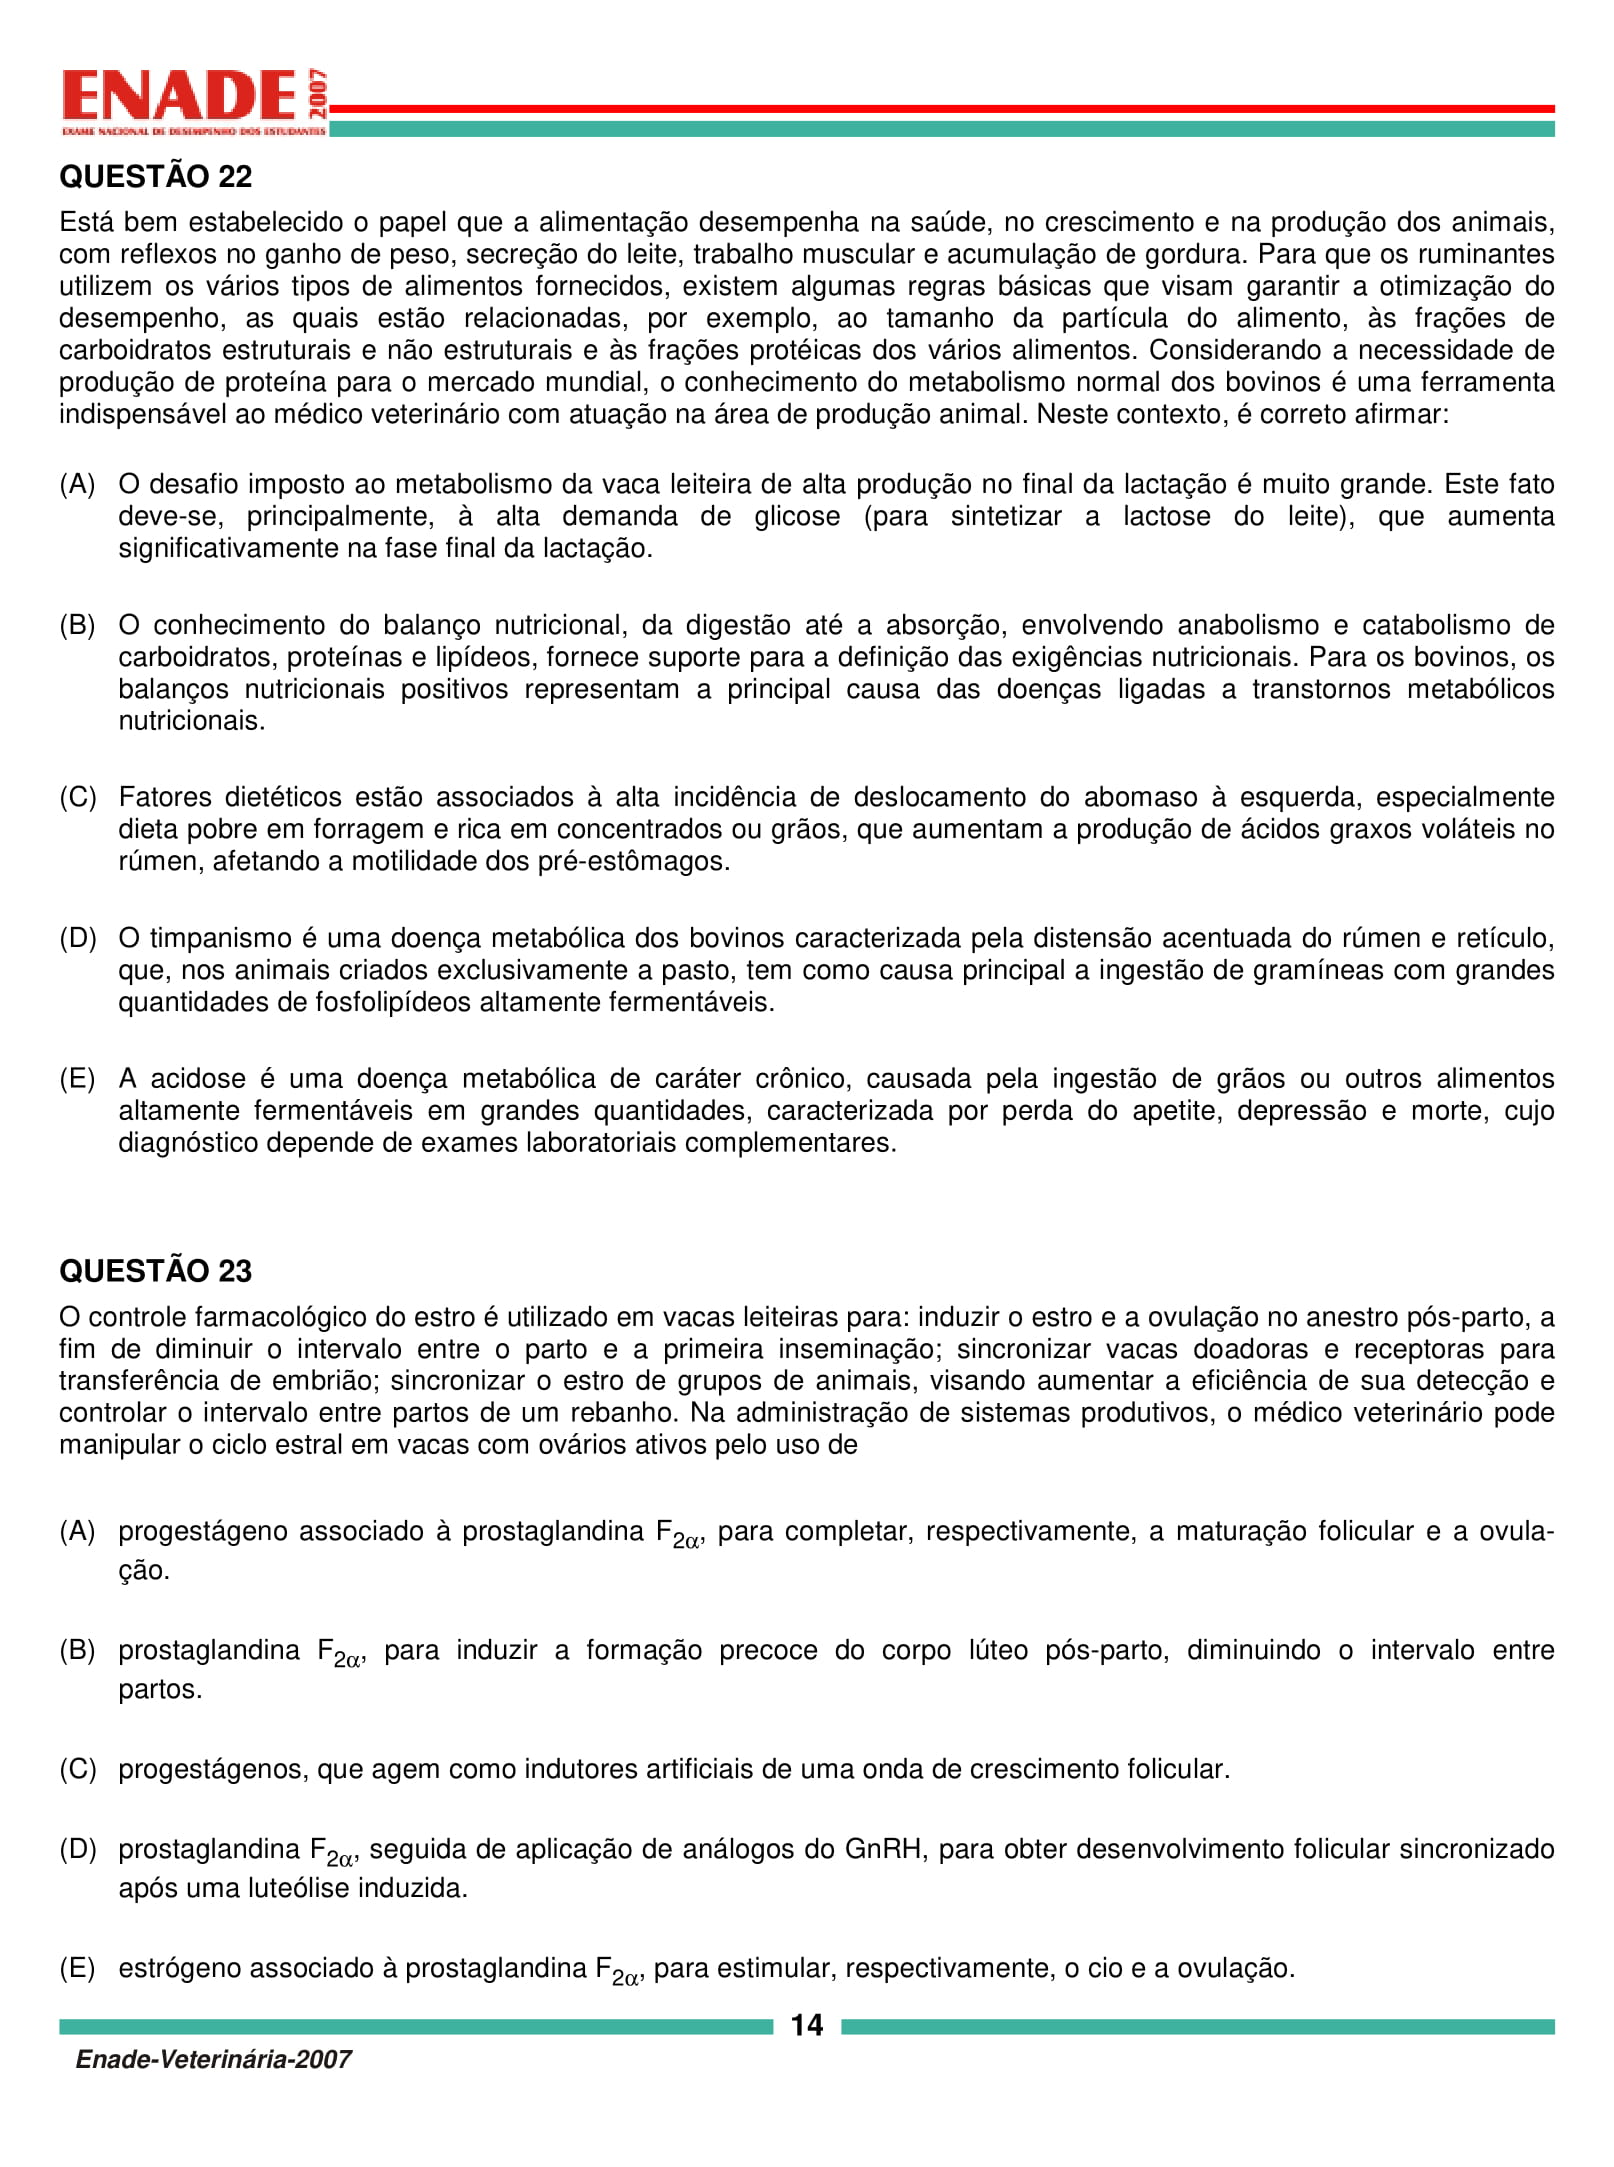 ENADE 2007
EXAME NACIONAL DE DESEMPENHO DOS ESTUDANTES
QUESTÃO 22
Está bem estabelecido o papel que a alimentação desempenha na saúde, no crescimento e na produção dos animais,
com reflexos no ganho de peso, secreção do leite, trabalho muscular e acumulação de gordura. Para que os ruminantes
utilizem os vários tipos de alimentos fornecidos, existem algumas regras básicas que visam garantir a otimização do
desempenho, as quais estão relacionadas, por exemplo, ao tamanho da partícula do alimento, às frações de
carboidratos estruturais e não estruturais e às frações protéicas dos vários alimentos. Considerando a necessidade de
produção de proteína para o mercado mundial, o conhecimento do metabolismo normal dos bovinos é uma ferramenta
indispensável ao médico veterinário com atuação na área de produção animal. Neste contexto, é correto afirmar:
(A) O desafio imposto ao metabolismo da vaca leiteira de alta produção no final da lactação é muito grande. Este fato
deve-se, principalmente, à alta demanda de glicose (para sintetizar a lactose do leite), que aumenta
significativamente na fase final da lactação.
(B) O conhecimento do balanço nutricional, da digestão até a absorção, envolvendo anabolismo e catabolismo de
carboidratos, proteínas e lipídeos, fornece suporte para a definição das exigências nutricionais. Para os bovinos, os
balanços nutricionais positivos representam a principal causa das doenças ligadas a transtornos metabólicos
nutricionais.
(C) Fatores dietéticos estão associados à alta incidência de deslocamento do abomaso à esquerda, especialmente
dieta pobre em forragem e rica em concentrados ou grãos, que aumentam a produção de ácidos graxos voláteis no
rúmen, afetando a motilidade dos pré-estômagos.
(D) O timpanismo é uma doença metabólica dos bovinos caracterizada pela distensão acentuada do rúmen e retículo,
que, nos animais criados exclusivamente a pasto, tem como causa principal a ingestão de gramíneas com grandes
quantidades de fosfolipídeos altamente fermentáveis.
(E) A acidose é uma doença metabólica de caráter crônico, causada pela ingestão de grãos ou outros alimentos
altamente fermentáveis em grandes quantidades, caracterizada por perda do apetite, depressão e morte, cujo
diagnóstico depende de exames laboratoriais complementares.
QUESTÃO 23
O controle farmacológico do estro é utilizado em vacas leiteiras para: induzir o estro e a ovulação no anestro pós-parto, a
fim de diminuir o intervalo entre o parto e a primeira inseminação; sincronizar vacas doadoras e receptoras para
transferência de embrião; sincronizar o estro de grupos de animais, visando aumentar a eficiência de sua detecção e
controlar o intervalo entre partos de um rebanho. Na administração de sistemas produtivos, o médico veterinário pode
manipular o ciclo estral em vacas com ovários ativos pelo uso de
(A) progestágeno associado à prostaglandina F2α, para completar, respectivamente, a maturação folicular e a ovula-
ção.
(B) prostaglandina F2α, para induzir a formação precoce do corpo lúteo pós-parto, diminuindo o intervalo entre
partos.
(C) progestágenos, que agem como indutores artificiais de uma onda de crescimento folicular.
(D) prostaglandina F2α, seguida de aplicação de análogos do GnRH, para obter desenvolvimento folicular sincronizado
após uma luteólise induzida.
(E) estrógeno associado à prostaglandina F2α, para estimular, respectivamente, o cio e a ovulação.
14
Enade-Veterinária-2007